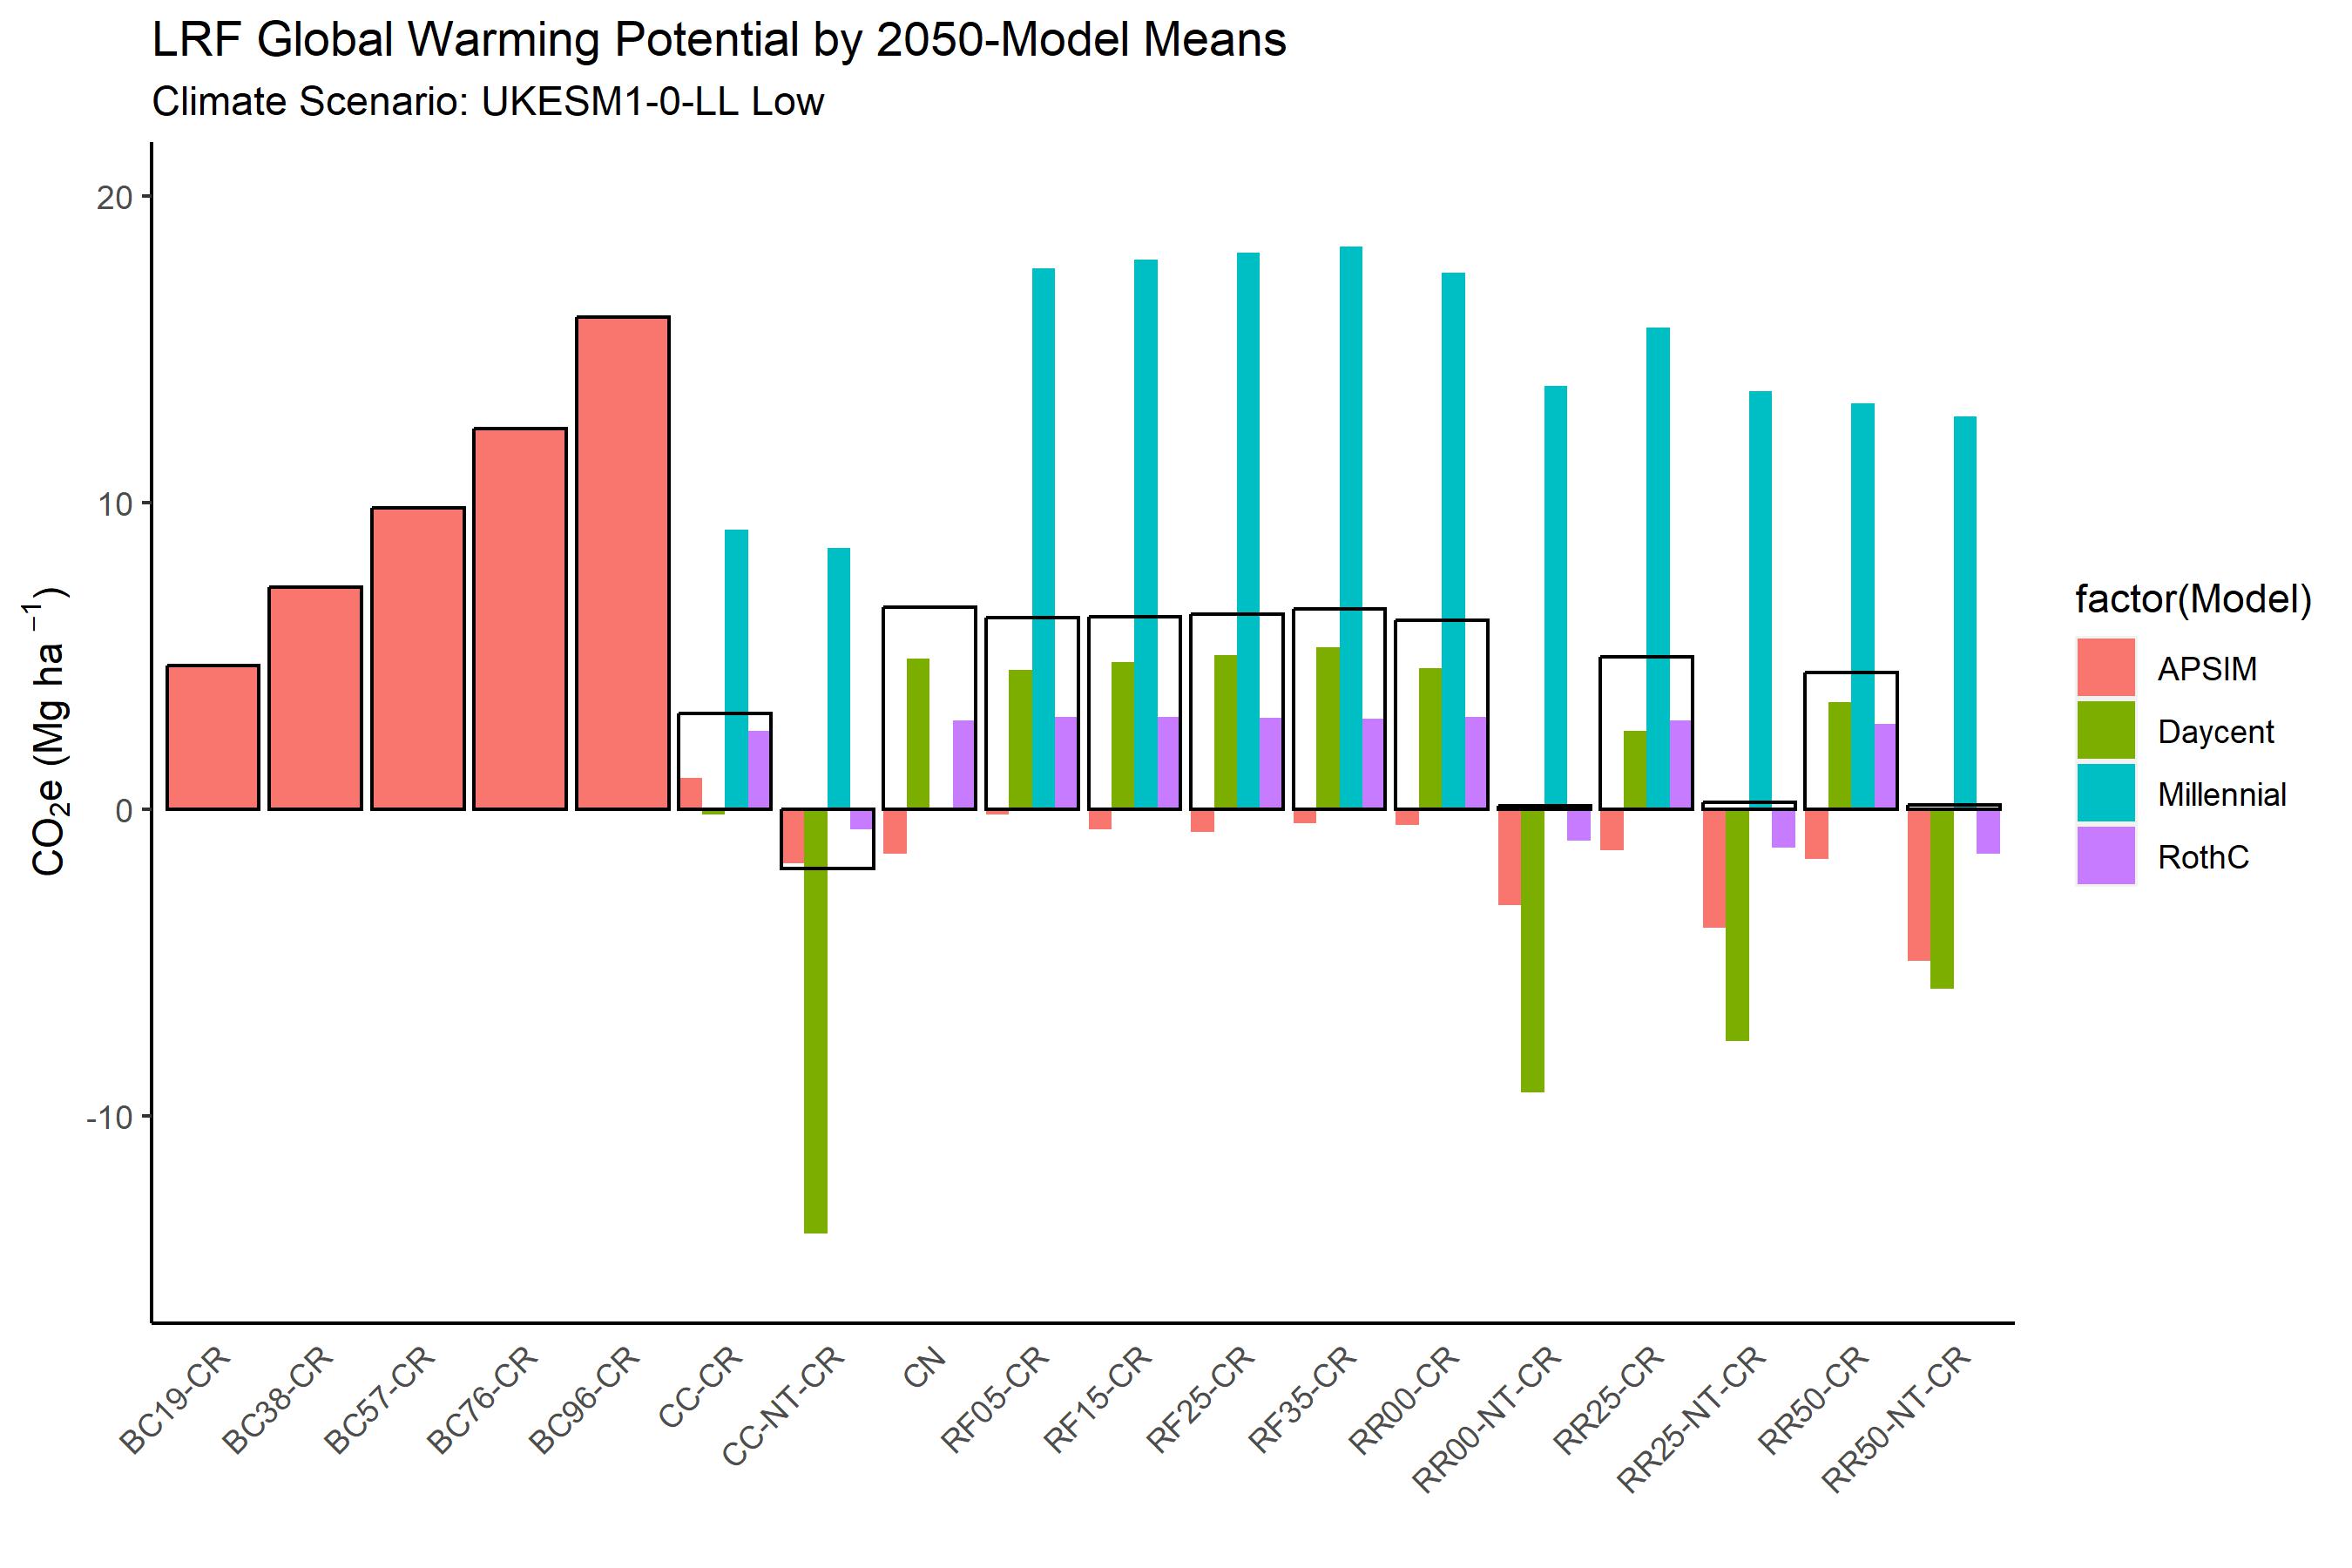 LRF Global Warming Potential by 2050-Model Means
Climate Scenario: UKESM1-0-LL Low
CO₂e (Mg ha ⁻¹)
20
10
0
-10
BC19-CR
BC38-CR
BC57-CR
BC76-CR
BC96-CR
CC-CR
CC-NT-CR
CN
RF05-CR
RF15-CR
RF25-CR
RF35-CR
RR00-CR
RR00-NT-CR
RR25-CR
RR25-NT-CR
RR50-CR
RR50-NT-CR
factor(Model)
APSIM
Daycent
Millennial
RothC